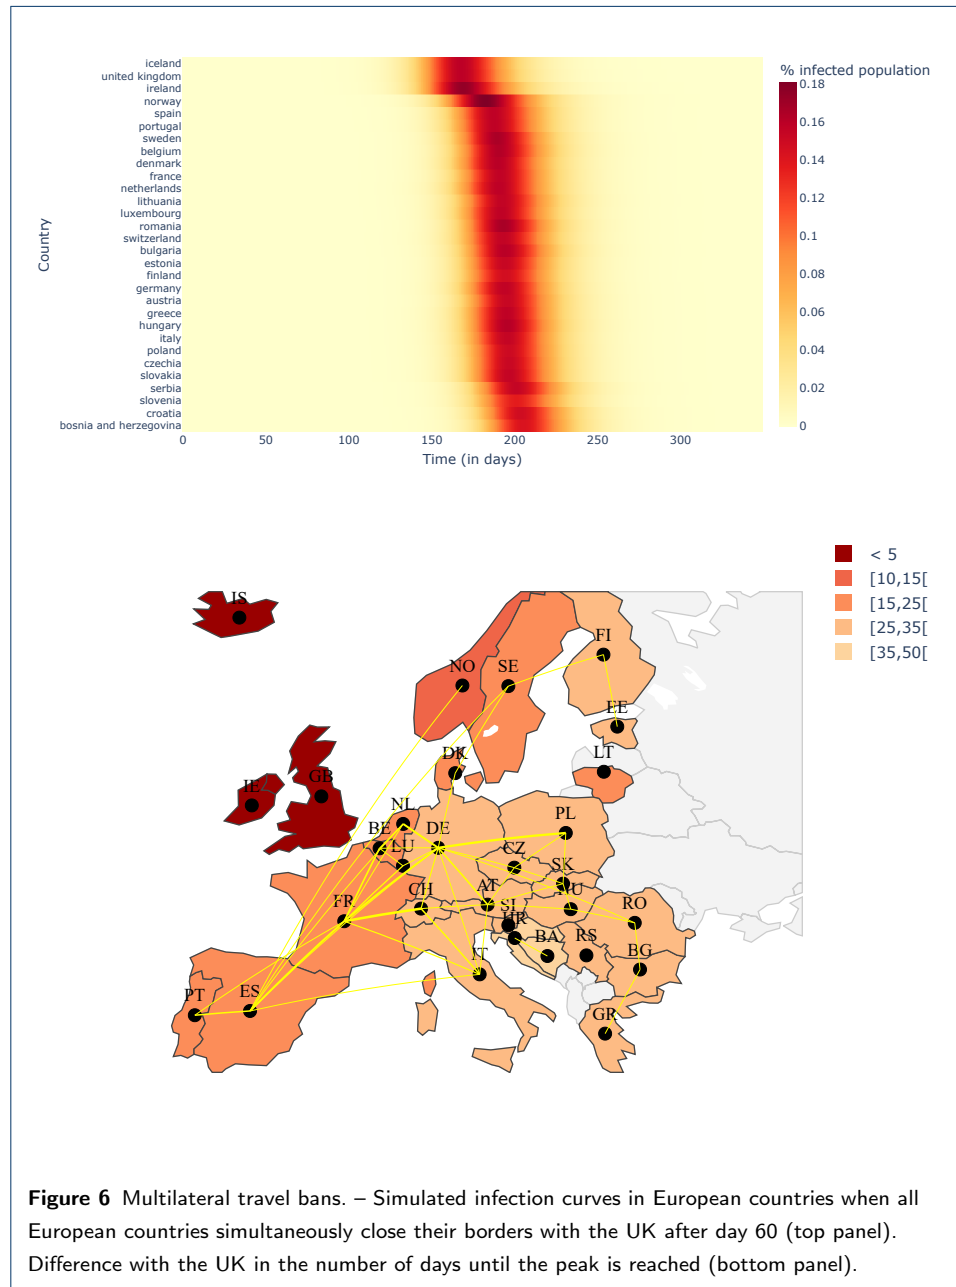 % infected population
iceland
united kingdom
ireland
norway
spain
portugal
sweden
belgium
denmark
france
netherlands
lithuania
luxembourg
romania
switzerland
bulgaria
estonia
finland
germany
austria
greece
hungary
italy
poland
czechia
slovakia
serbia
slovenia
croatia
bosnia and herzegovina
Country
0 50 100 150 200 250 300
Time (in days)
0.18
0.16
0.14
0.12
0.1
0.08
0.06
0.04
0.02
0
< 5
[10,15[
[15,25[
[25,35[
[35,50[
IS
FI
NO SE
EE
LT
DK
IE GB
NL
BE DE
PL
LU
CZ
SK
CH AT
HU
SI
RO
FR
HR
BA RS
BG
IT
PT ES
GR
Figure 6 Multilateral travel bans. – Simulated infection curves in European countries when all
European countries simultaneously close their borders with the UK after day 60 (top panel).
Difference with the UK in the number of days until the peak is reached (bottom panel).